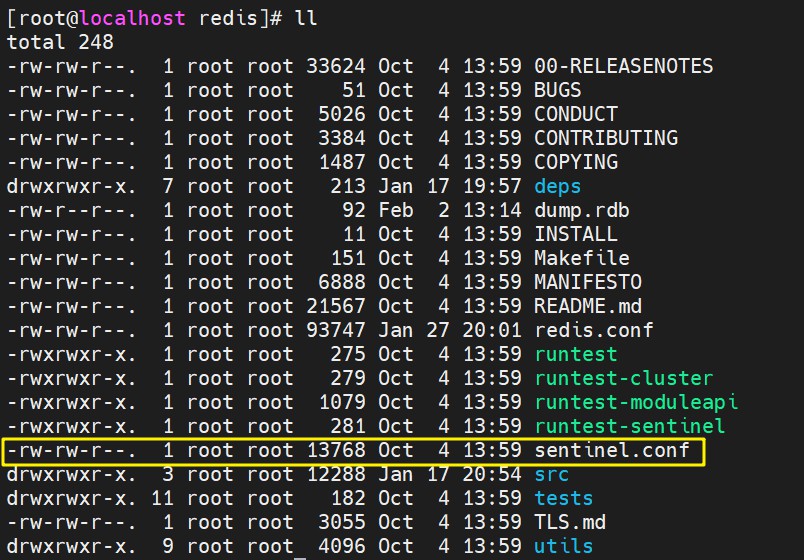 [root@localhost redis]# ll
total 248
-rw-rw-r--.  1 root root 33624 Oct  4 13:59 00-RELEASENOTES
-rw-rw-r--.  1 root root    51 Oct  4 13:59 BUGS
-rw-rw-r--.  1 root root  5026 Oct  4 13:59 CONDUCT
-rw-rw-r--.  1 root root  3384 Oct  4 13:59 CONTRIBUTING
-rw-rw-r--.  1 root root  1487 Oct  4 13:59 COPYING
drwxrwxr-x.  7 root root   213 Jan 17 19:57 deps
-rw-r--r--.  1 root root    92 Feb  2 13:14 dump.rdb
-rw-rw-r--.  1 root root    11 Oct  4 13:59 INSTALL
-rw-rw-r--.  1 root root   151 Oct  4 13:59 Makefile
-rw-rw-r--.  1 root root  6888 Oct  4 13:59 MANIFESTO
-rw-rw-r--.  1 root root 21567 Oct  4 13:59 README.md
-rw-rw-r--.  1 root root 93747 Jan 27 20:01 redis.conf
-rwxrwxr-x.  1 root root   275 Oct  4 13:59 runtest
-rwxrwxr-x.  1 root root   279 Oct  4 13:59 runtest-cluster
-rwxrwxr-x.  1 root root  1079 Oct  4 13:59 runtest-moduleapi
-rwxrwxr-x.  1 root root   281 Oct  4 13:59 runtest-sentinel
-rw-rw-r--.  1 root root 13768 Oct  4 13:59 sentinel.conf
drwxrwxr-x.  3 root root 12288 Jan 17 20:54 src
drwxrwxr-x. 11 root root   182 Oct  4 13:59 tests
-rw-rw-r--.  1 root root  3055 Oct  4 13:59 TLS.md
drwxrwxr-x.  9 root root  4096 Oct  4 13:59 utils